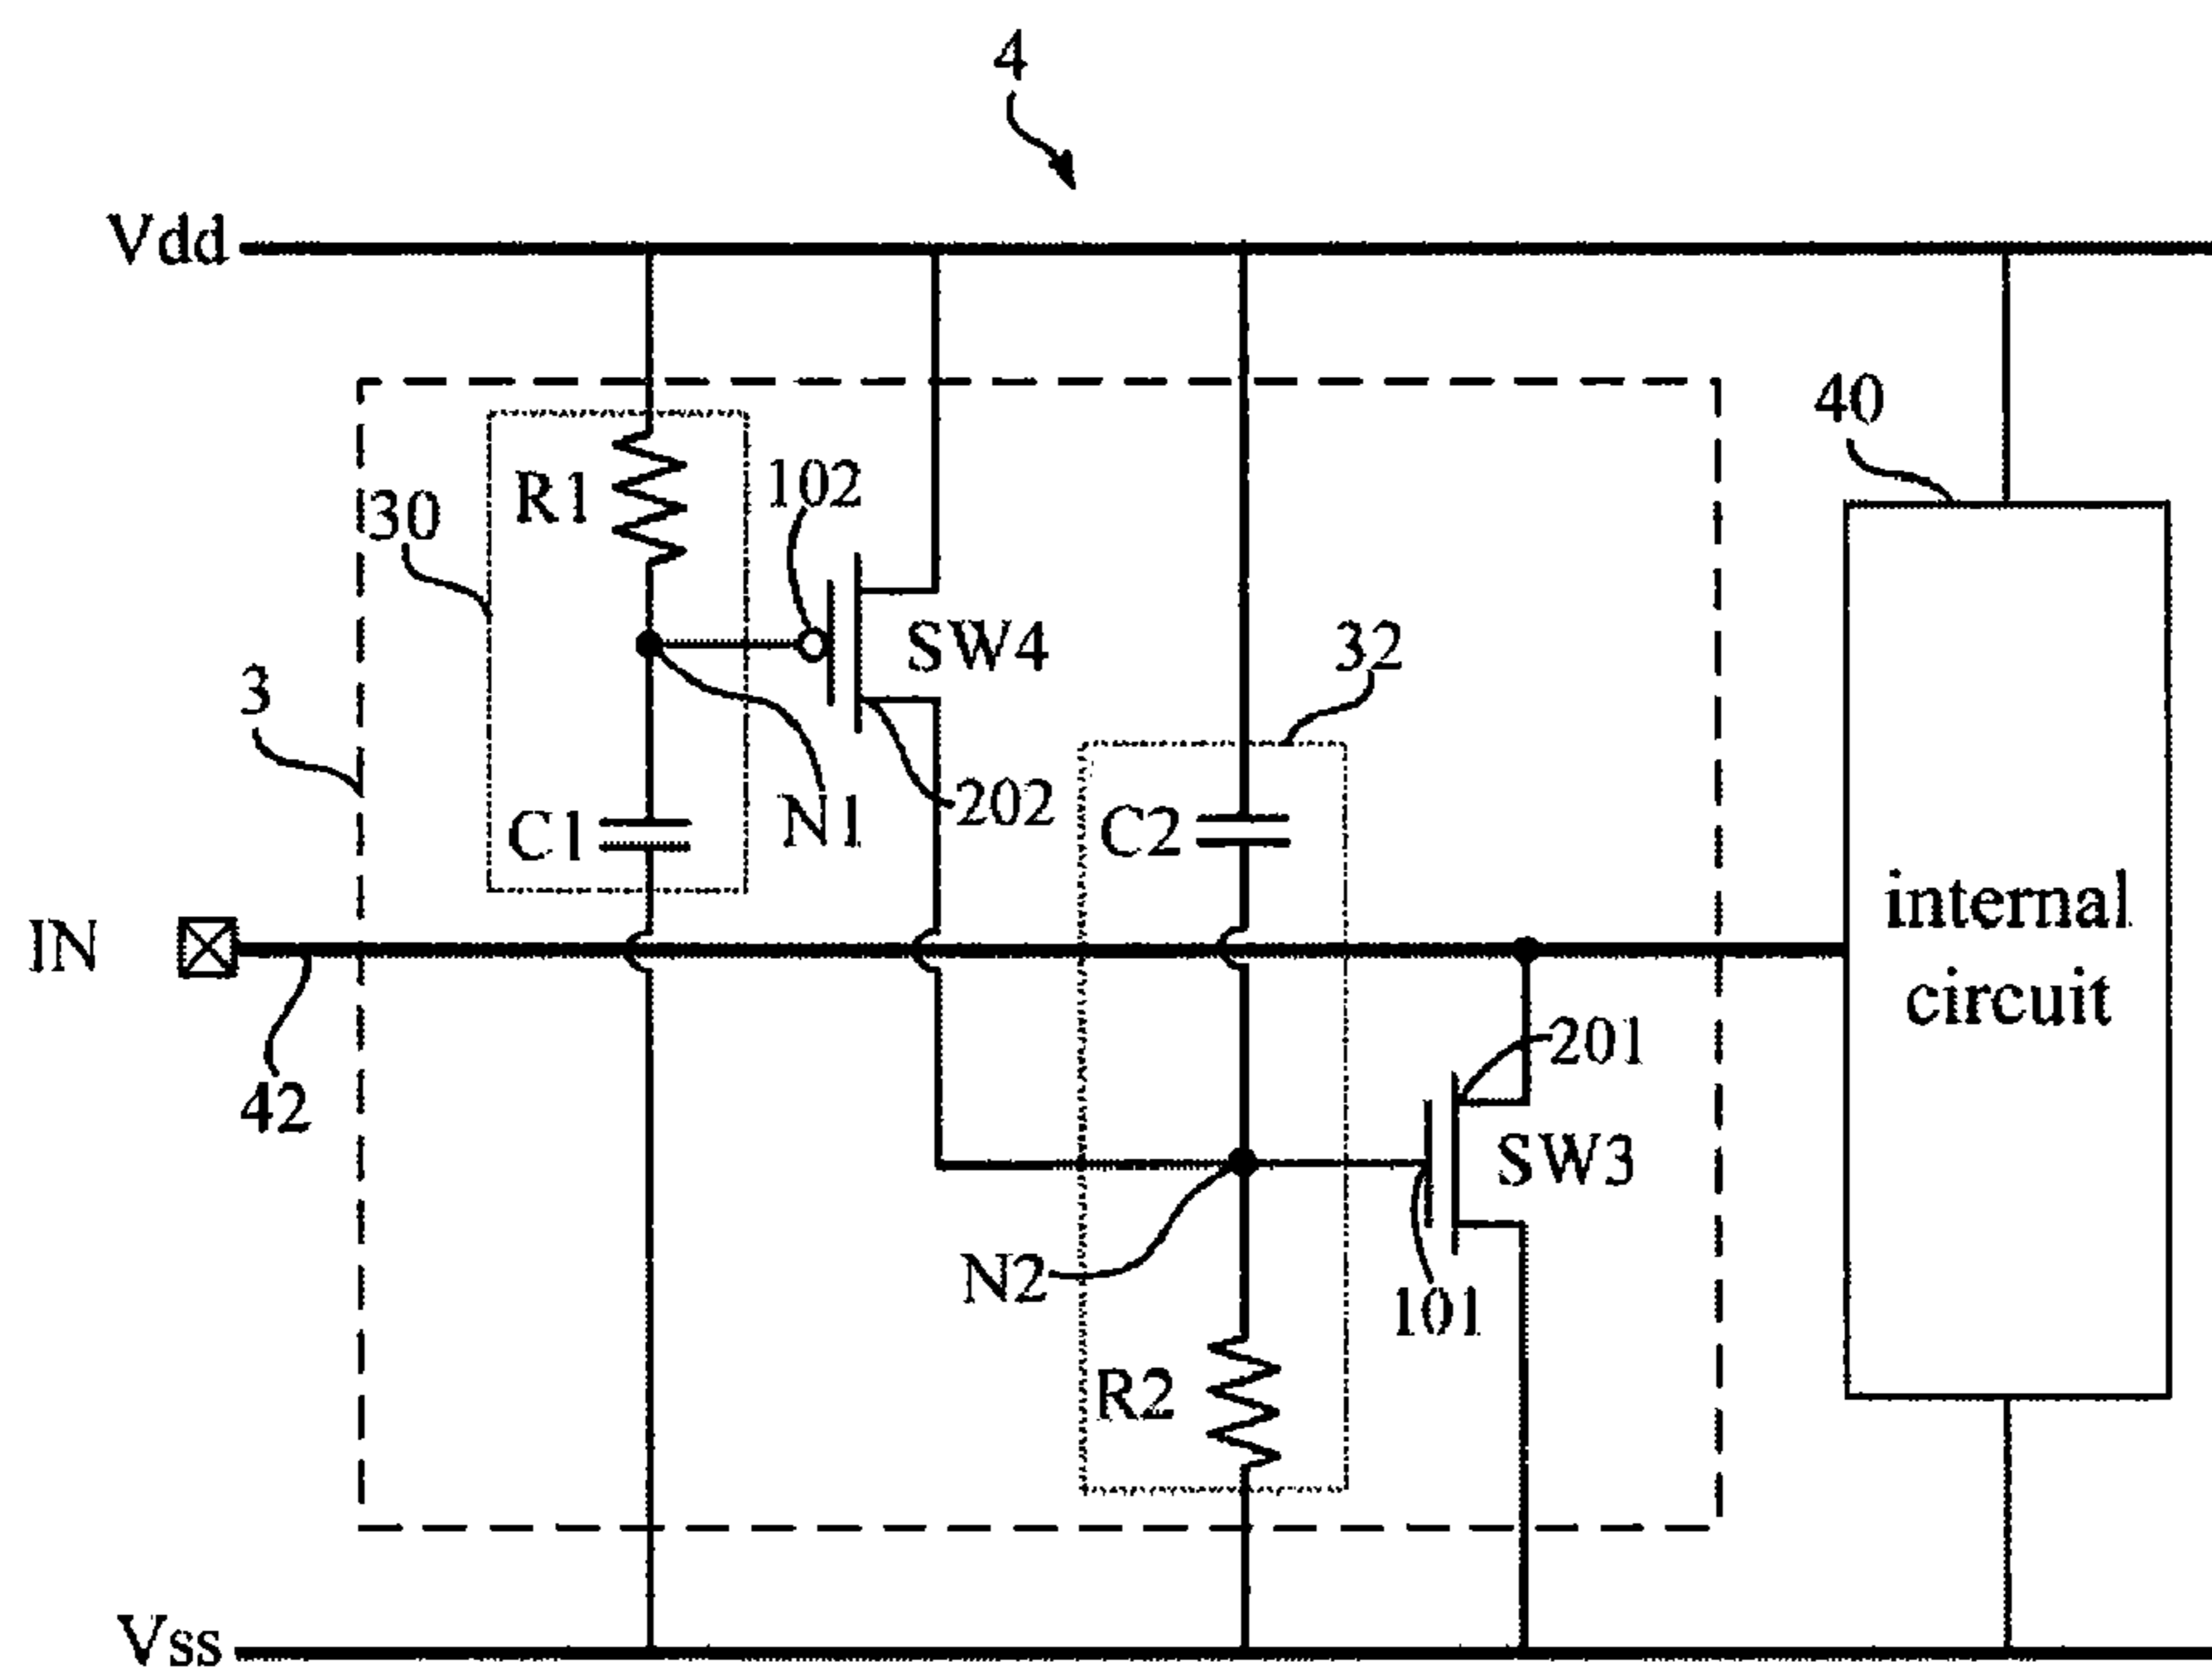 4
Vdd
40
R1
102
30
SW4
32
3
C1
N1
202
C2
IN
internal
circuit
201
42
SW3
N2
101
R2
Vss